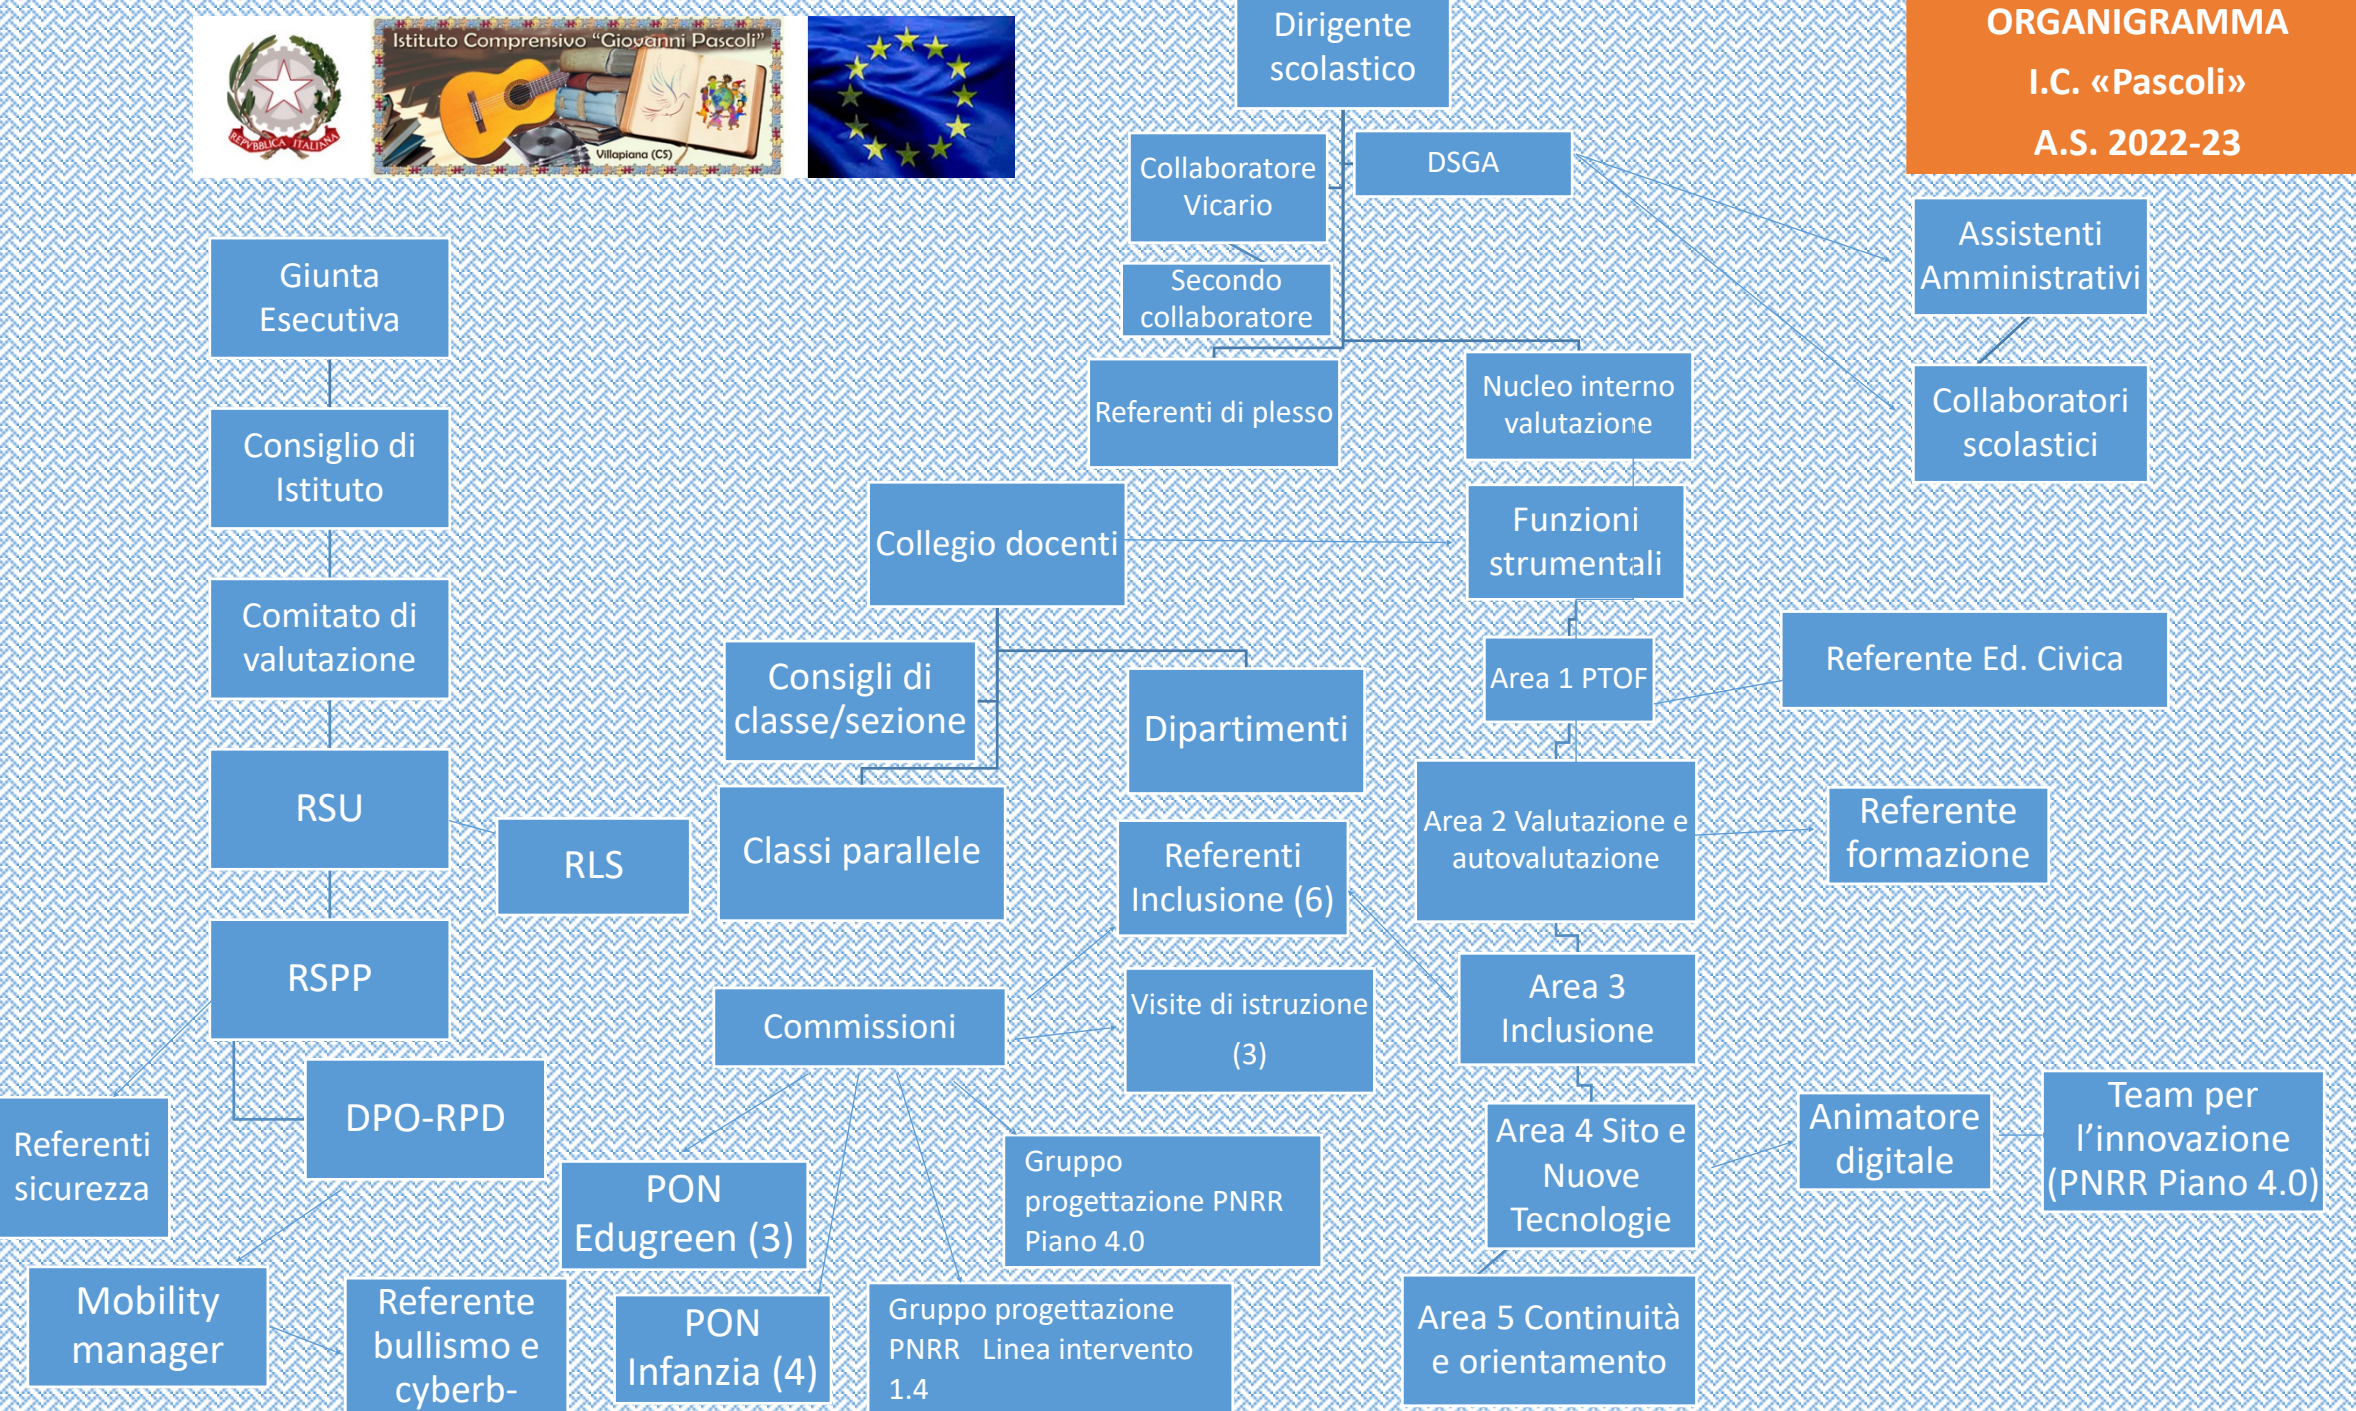 Istituto Comprensivo "Giovanni Pascoli"
Villapiana (CS)
REPVBBLICA ITALIANA
Dirigente
scolastico
ORGANIGRAMMA
I.C. «Pascoli»
A.S. 2022-23
Collaboratore
Vicario
DSGA
Secondo
collaboratore
Assistenti
Amministrativi
Giunta
Esecutiva
Referenti di plesso
Nucleo interno
valutazione
Collaboratori
scolastici
Consiglio di
Istituto
Collegio docenti
Funzioni
strumentali
Comitato di
valutazione
Consigli di
classe/sezione
Dipartimenti
Area 1 PTOF
Referente Ed. Civica
RSU
RLS
Classi parallele
Referenti
Inclusione (6)
Area 2 Valutazione e
autovalutazione
Referente
formazione
RSPP
Commissioni
Visite di istruzione
(3)
Area 3
Inclusione
Referenti
sicurezza
DPO-RPD
PON
Edugreen (3)
Gruppo
progettazione PNRR
Piano 4.0
Area 4 Sito e
Nuove
Tecnologie
Animatore
digitale
Team per
l'innovazione
(PNRR Piano 4.0)
Mobility
manager
Referente
bullismo e
cyberb-
PON
Infanzia (4)
Gruppo progettazione
PNRR Linea intervento
1.4
Area 5 Continuità
e orientamento